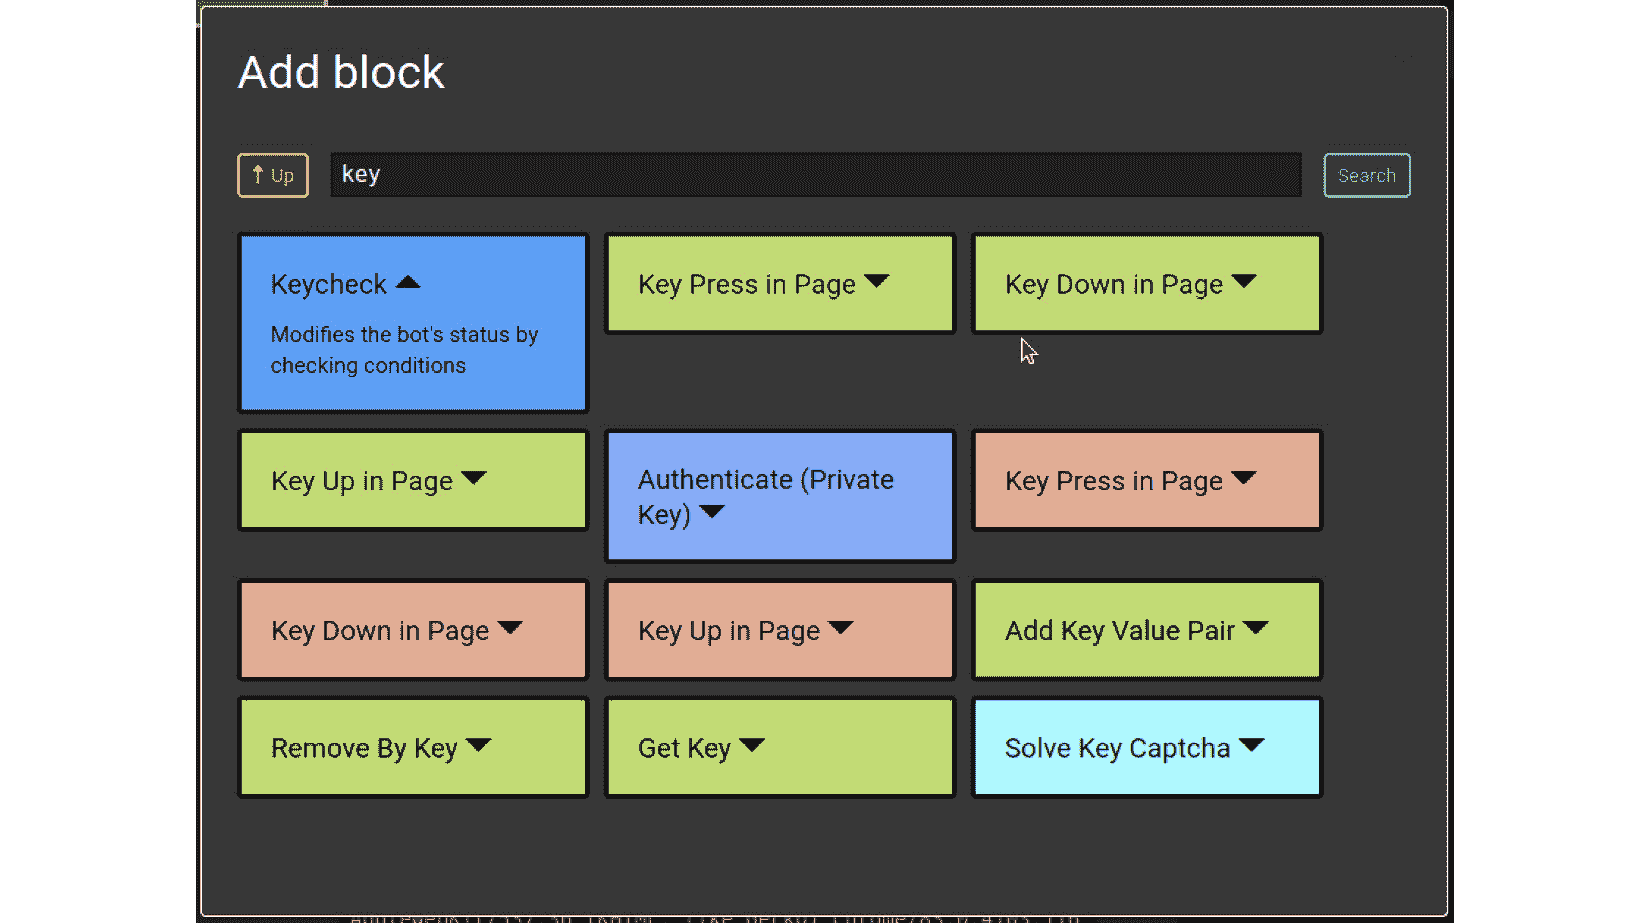 Add block
↑ Up
key
Search
Keycheck
Modifies the bot's status by
checking conditions
Key Press in Page
Key Down in Page
Key Up in Page
Authenticate (Private
Key)
Key Press in Page
Key Down in Page
Key Up in Page
Add Key Value Pair
Remove By Key
Get Key
Solve Key Captcha